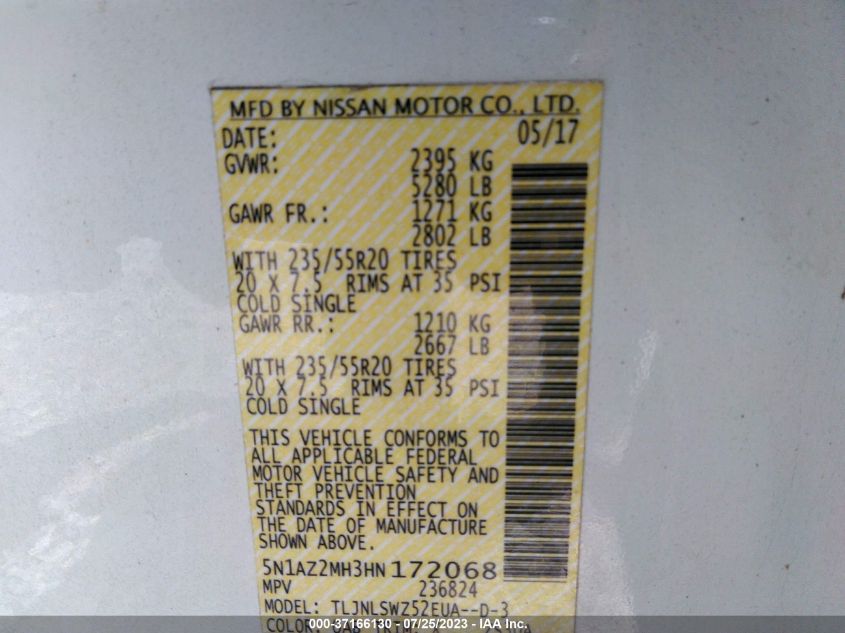 MFD BY NISSAN MOTOR CO., LTD.
DATE: 05/17
GVWR: 2395 KG
5280 LB
GAWR FR.: 1271 KG
2802 LB
WITH 235/55R20 TIRES
20 X 7.5 RIMS AT 35 PSI
COLD SINGLE
GAWR RR.: 1210 KG
2667 LB
WITH 235/55R20 TIRES
20 X 7.5 RIMS AT 35 PSI
COLD SINGLE
THIS VEHICLE CONFORMS TO
ALL APPLICABLE FEDERAL
MOTOR VEHICLE SAFETY AND
THEFT PREVENTION
STANDARDS IN EFFECT ON
THE DATE OF MANUFACTURE
SHOWN ABOVE.
5N1AZ2MH3HN172068
MPV 236824
MODEL: TLJNLSWZ52EUA--D-3
COLOR: QAB TRIM:
000-37166130 - 07/25/2023 - IAA Inc.